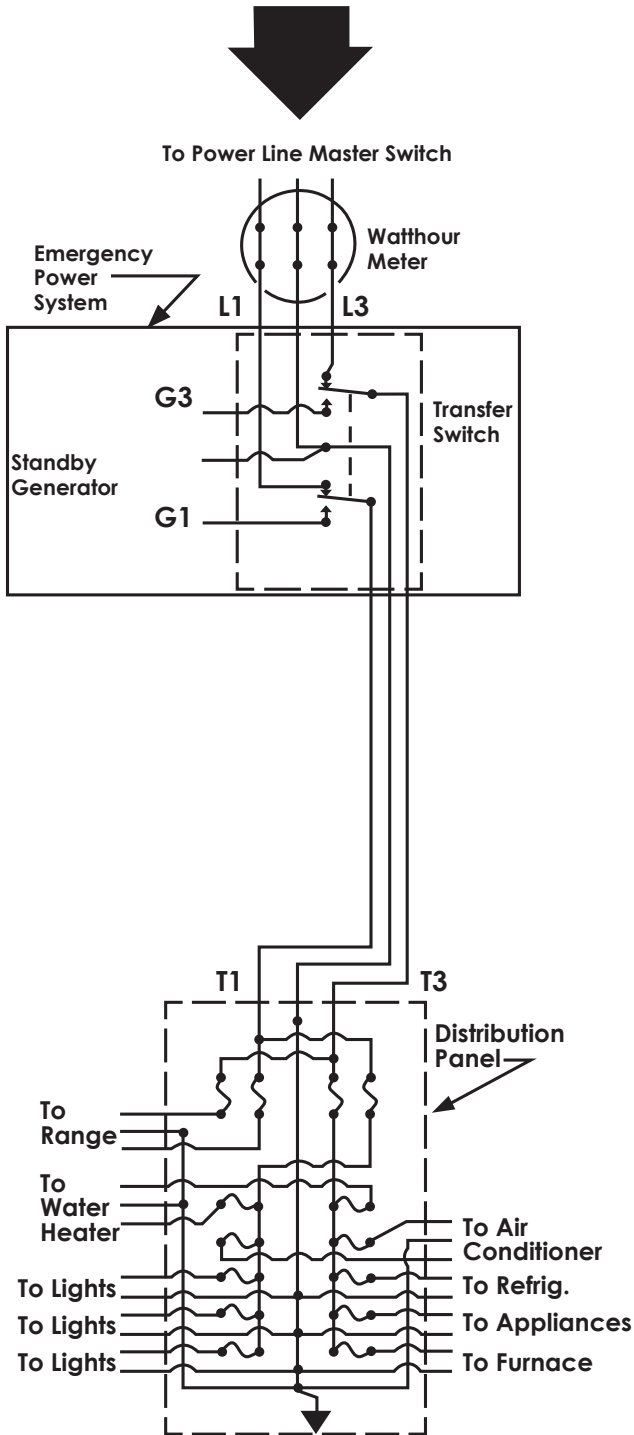 To Power Line Master Switch
Watthour
Meter
Emergency
Power
System
L1
L3
G3
Transfer
Switch
Standby
Generator
G1
T1
T3
Distribution
Panel
To
Range
To
Water
Heater
To Air
Conditioner
To Lights
To Refrig.
To Lights
To Appliances
To Lights
To Furnace